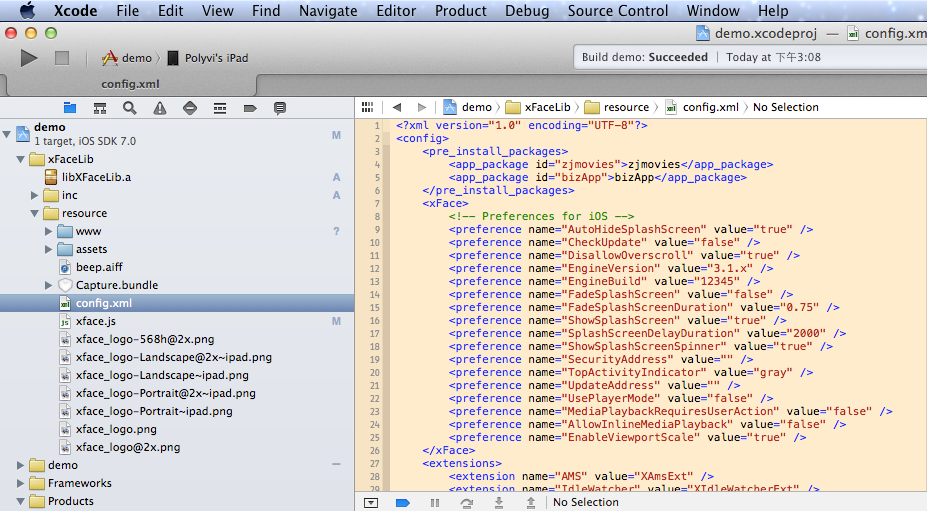 Xcode File Edit View Find Navigate Editor Product Debug Source Control Window Help
demo.xcodeproj — config.xm
demo Polyvi's iPad
Build demo: Succeeded Today at 下午3:08
config.xml
demo xFaceLib resource config.xml No Selection
demo
M
1 target, iOS SDK 7.0
xFaceLib
libXFaceLib.a A
inc A
resource
www ?
assets
beep.aiff
Capture.bundle
config.xml
xface.js M
xface_logo-568h@2x.png
xface_logo-Landscape@2x~ipad.png
xface_logo-Landscape~ipad.png
xface_logo-Portrait@2x~ipad.png
xface_logo-Portrait~ipad.png
xface_logo.png
xface_logo@2x.png
demo –
Frameworks
Products
1 <?xml version="1.0" encoding="UTF-8"?>
2 <config>
3 <pre_install_packages>
4 <app_package id="zjmovies">zjmovies</app_package>
5 <app_package id="bizApp">bizApp</app_package>
6 </pre_install_packages>
7 <xFace>
8 <!-- Preferences for iOS -->
9 <preference name="AutoHideSplashScreen" value="true" />
10 <preference name="CheckUpdate" value="false" />
11 <preference name="DisallowOverscroll" value="true" />
12 <preference name="EngineVersion" value="3.1.x" />
13 <preference name="EngineBuild" value="12345" />
14 <preference name="FadeSplashScreen" value="false" />
15 <preference name="FadeSplashScreenDuration" value="0.75" />
16 <preference name="ShowSplashScreen" value="true" />
17 <preference name="SplashScreenDelayDuration" value="2000" />
18 <preference name="ShowSplashScreenSpinner" value="true" />
19 <preference name="SecurityAddress" value="" />
20 <preference name="TopActivityIndicator" value="gray" />
21 <preference name="UpdateAddress" value="" />
22 <preference name="UsePlayerMode" value="false" />
23 <preference name="MediaPlaybackRequiresUserAction" value="false" />
24 <preference name="AllowInlineMediaPlayback" value="false" />
25 <preference name="EnableViewportScale" value="true" />
26 </xFace>
27 <extensions>
28 <extension name="AMS" value="XAmsExt" />
29 <extension name="IdleWatcher" value="XIdleWatcherExt" />
No Selection